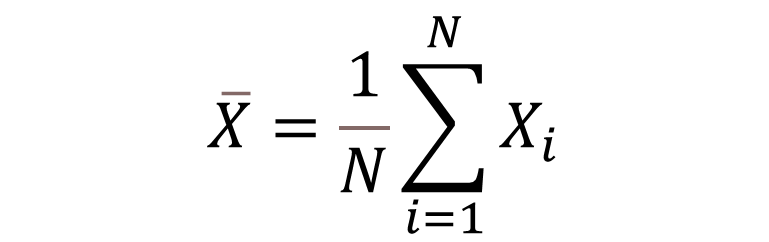 X̄ = 1/N ∑_{i=1}^{N} X_i